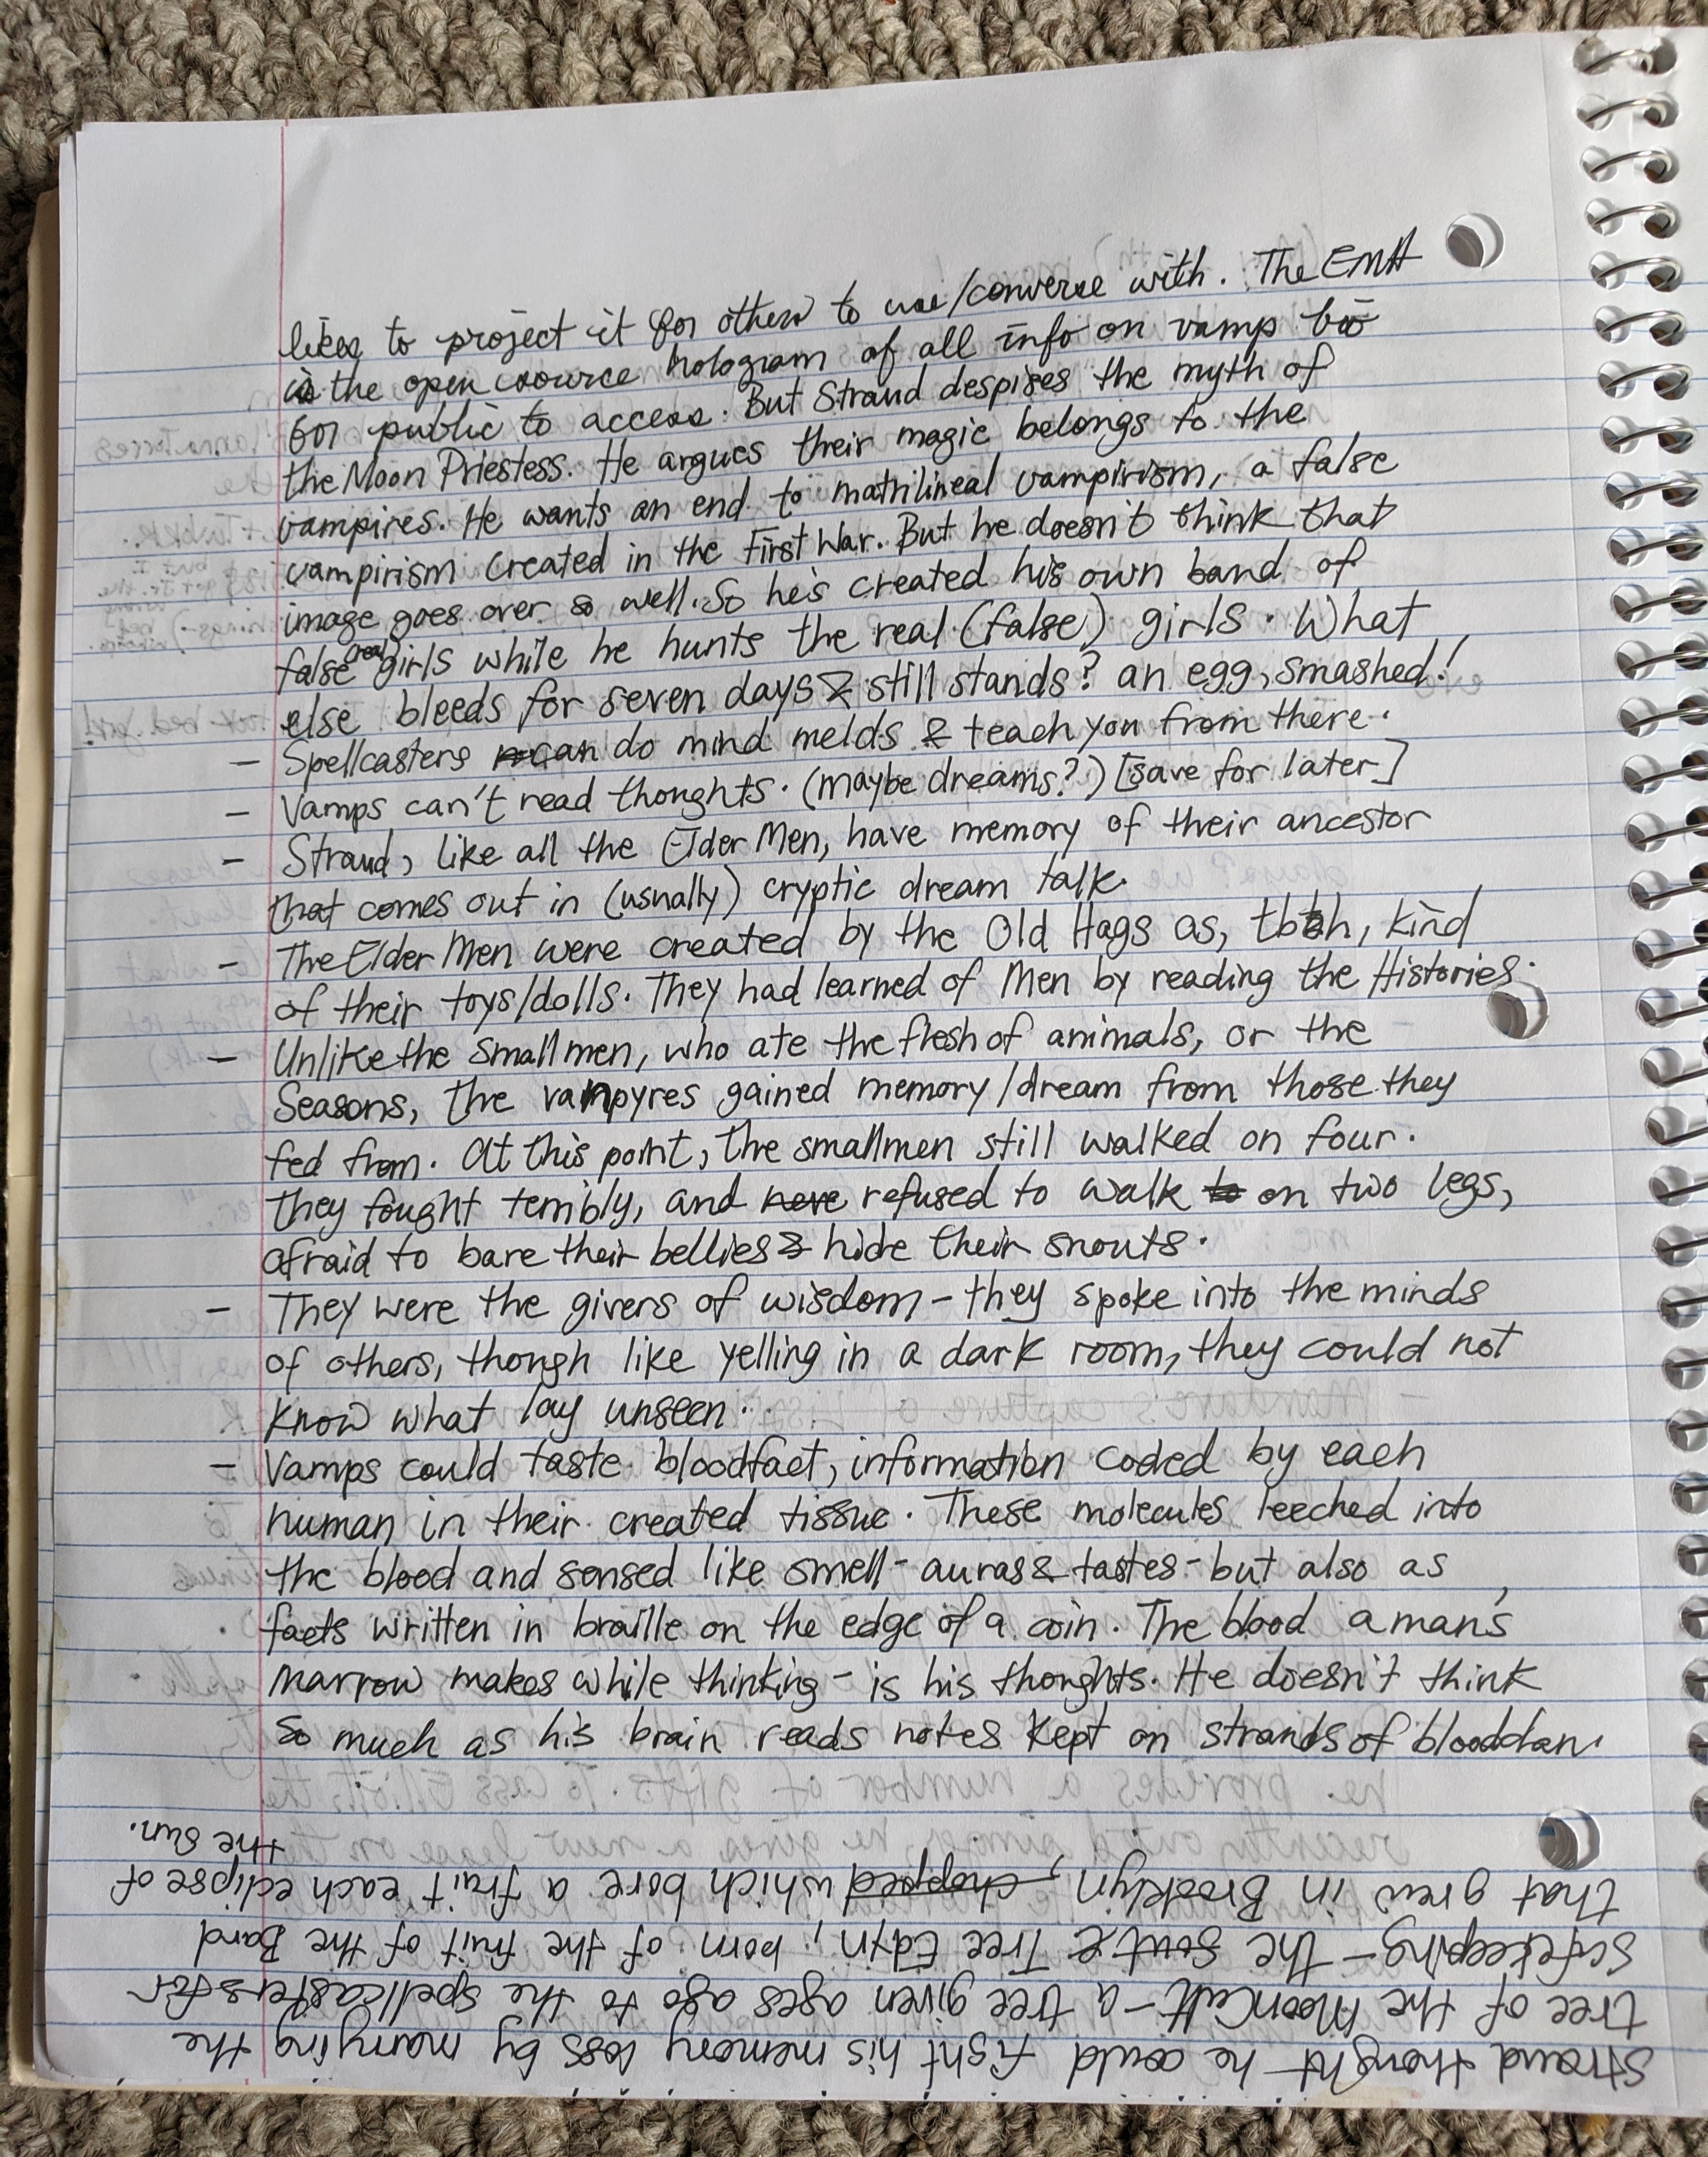 likes to project it for others to use/converse with. The EMH
is the open source hologram of all info on vamp bio
for public to access. But Straud despises the myth of
the Moon Priestess. He argues their magic belongs to the
vampires. He wants an end to matrilineal vampirism, a false
vampirism created in the First War. But he doesn't think that
image goes over so well. So he's created his own band of
false (real) girls while he hunts the real (false) girls. What
else bleeds for seven days & still stands? an egg, smashed!
- Spellcasters can do mind melds & teach you from there.
- Vamps can't read thoughts. (maybe dreams?) [save for later]
- Straud, like all the Elder Men, have memory of their ancestor
that comes out in (usually) cryptic dream talk.
- The Elder Men were created by the Old Hags as, tbh, kind
of their toys/dolls. They had learned of Men by reading the Histories.
- Unlike the smallmen, who ate the flesh of animals, or the
Seasons, the vampyres gained memory/dream from those they
fed from. At this point, the smallmen still walked on four.
They fought terribly, and refused to walk on two legs,
afraid to bare their bellies & hide their snouts.
- They were the givers of wisdom - they spoke into the minds
of others, though like yelling in a dark room, they could not
know what lay unseen...
- Vamps could taste bloodfact, information coded by each
human in their created tissue. These molecules leeched into
the blood and sensed like smell - auras & tastes - but also as
facts written in braille on the edge of a coin. The blood a man's
marrow makes while thinking - is his thoughts. He doesn't think
so much as his brain reads notes kept on strands of blood
Straud thought he could fight his memory loss by marrying the
tree of the MoonCult - a tree given ages ago to the spellcasters for
safekeeping - the Tree Edyn, born of the fruit of the Bard
that grew in Brooklyn, chopped which bore a fruit each eclipse of
the sun.